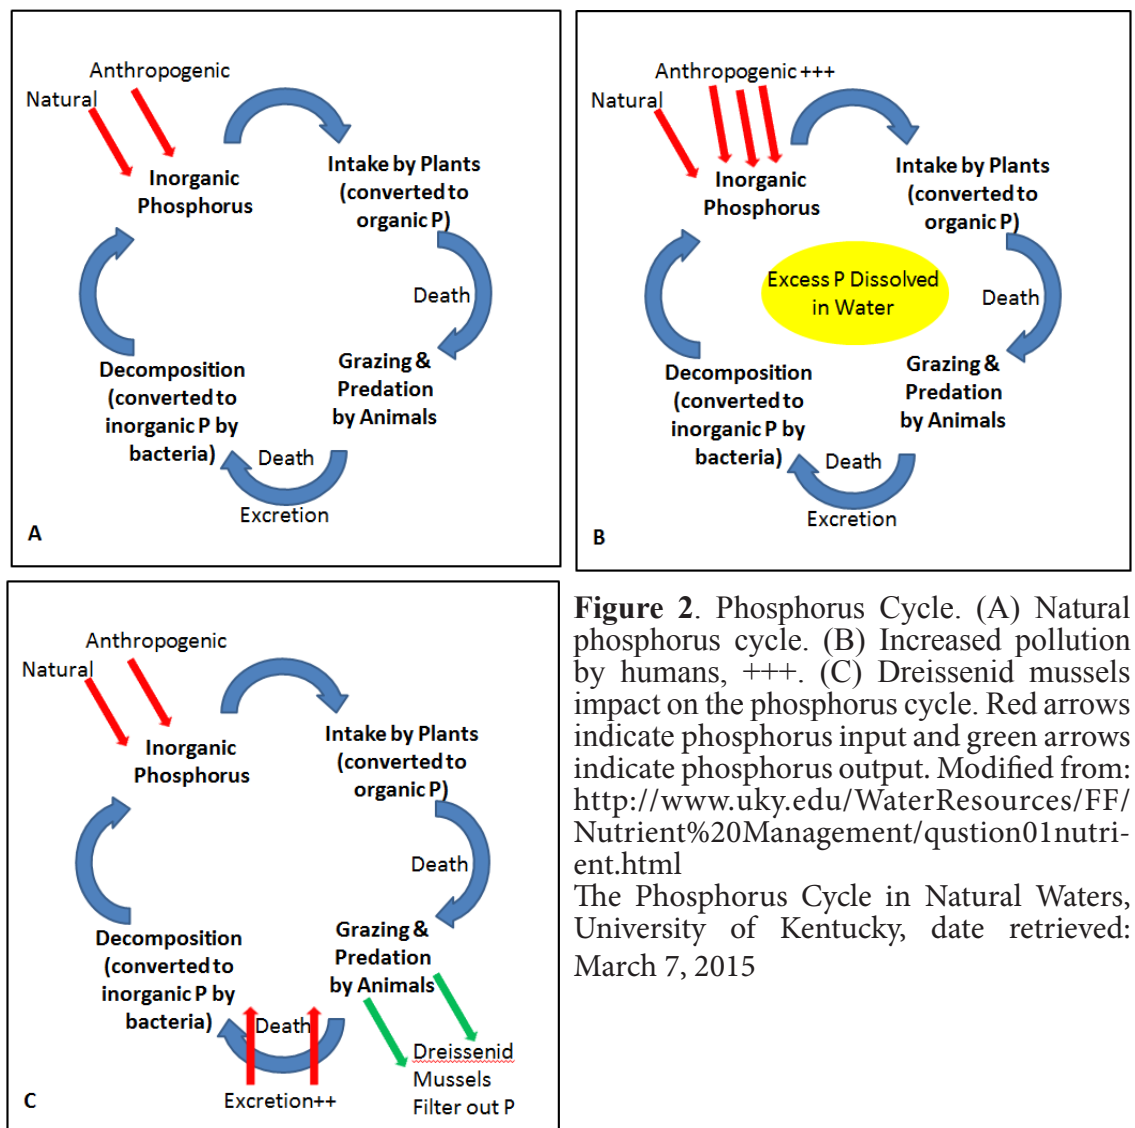 Anthropogenic
Natural
Inorganic
Phosphorus
Intake by Plants
(converted to
organic P)
Death
Grazing &
Predation
by Animals
Death
Excretion
Decomposition
(converted to
inorganic P by
bacteria)
A
Anthropogenic +++
Natural
Inorganic
Phosphorus
Intake by Plants
(converted to
organic P)
Excess P Dissolved
in Water
Death
Grazing &
Predation
by Animals
Death
Excretion
Decomposition
(converted to
inorganic P by
bacteria)
B
Anthropogenic
Natural
Inorganic
Phosphorus
Intake by Plants
(converted to
organic P)
Death
Grazing &
Predation
by Animals
Dreissenid
Mussels
Filter out P
Death
Excretion++
Decomposition
(converted to
inorganic P by
bacteria)
C
Figure 2. Phosphorus Cycle. (A) Natural
phosphorus cycle. (B) Increased pollution
by humans, +++. (C) Dreissenid mussels
impact on the phosphorus cycle. Red arrows
indicate phosphorus input and green arrows
indicate phosphorus output. Modified from:
http://www.uky.edu/WaterResources/FF/
Nutrient%20Management/qustion01nutri-
ent.html
The Phosphorus Cycle in Natural Waters,
University of Kentucky, date retrieved:
March 7, 2015